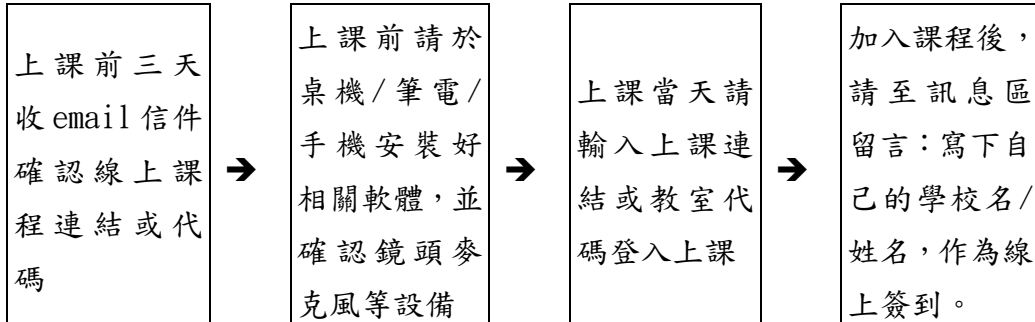 上課前三天
收email信件
確認線上課
程連結或代
碼
➔
上課前請於
桌機/筆電/
手機安裝好
相關軟體，並
確認鏡頭麥
克風等設備
➔
上課當天請
輸入上課連
結或教室代
碼登入上課
➔
加入課程後，
請至訊息區
留言：寫下自
己的學校名/
姓名，作為線
上簽到。